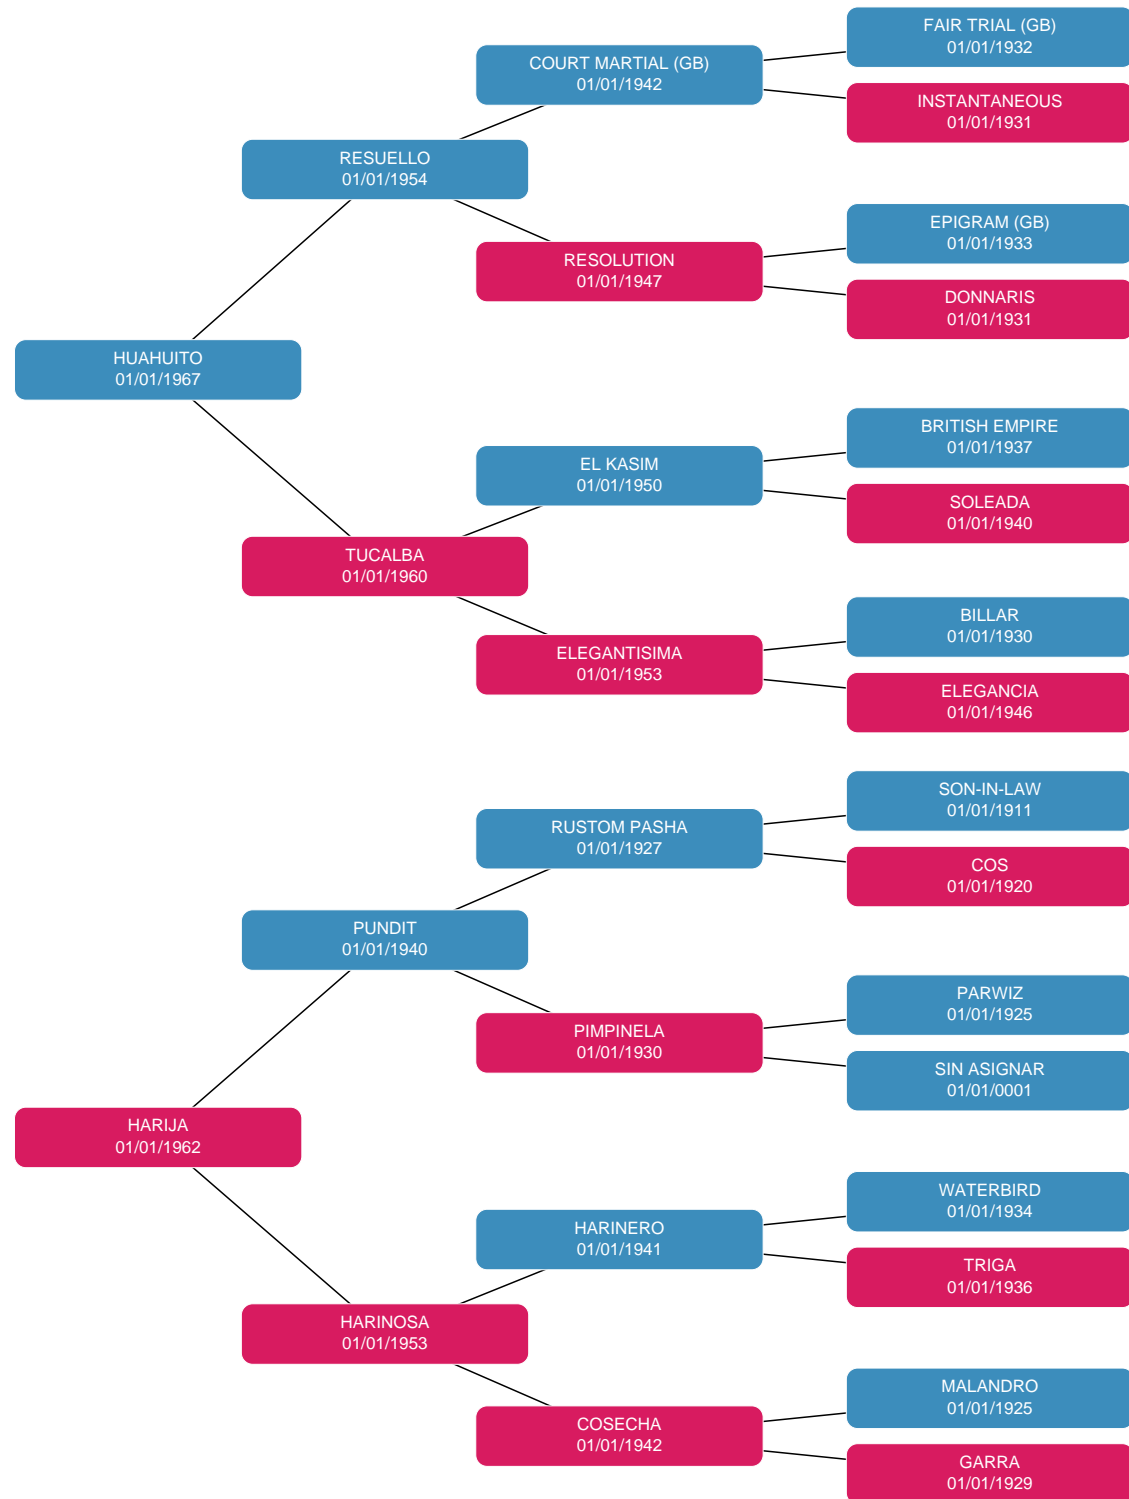 FAIR TRIAL (GB)
01/01/1932
COURT MARTIAL (GB)
01/01/1942
INSTANTANEOUS
01/01/1931
RESUELLO
01/01/1954
EPIGRAM (GB)
01/01/1933
RESOLUTION
01/01/1947
DONNARIS
01/01/1931
HUAHUITO
01/01/1967
BRITISH EMPIRE
01/01/1937
EL KASIM
01/01/1950
SOLEADA
01/01/1940
TUCALBA
01/01/1960
BILLAR
01/01/1930
ELEGANTISIMA
01/01/1953
ELEGANCIA
01/01/1946
SON-IN-LAW
01/01/1911
RUSTOM PASHA
01/01/1927
COS
01/01/1920
PUNDIT
01/01/1940
PARWIZ
01/01/1925
PIMPINELA
01/01/1930
SIN ASIGNAR
01/01/0001
HARIJA
01/01/1962
WATERBIRD
01/01/1934
HARINERO
01/01/1941
TRIGA
01/01/1936
HARINOSA
01/01/1953
MALANDRO
01/01/1925
COSECHA
01/01/1942
GARRA
01/01/1929